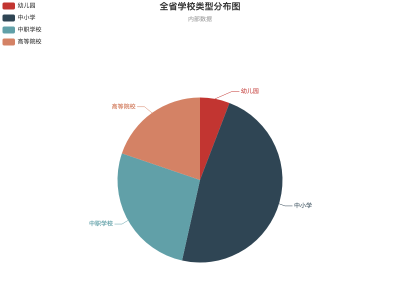 全省学校类型分布图
内部数据
幼儿园
中小学
中职学校
高等院校
幼儿园
高等院校
中小学
中职学校